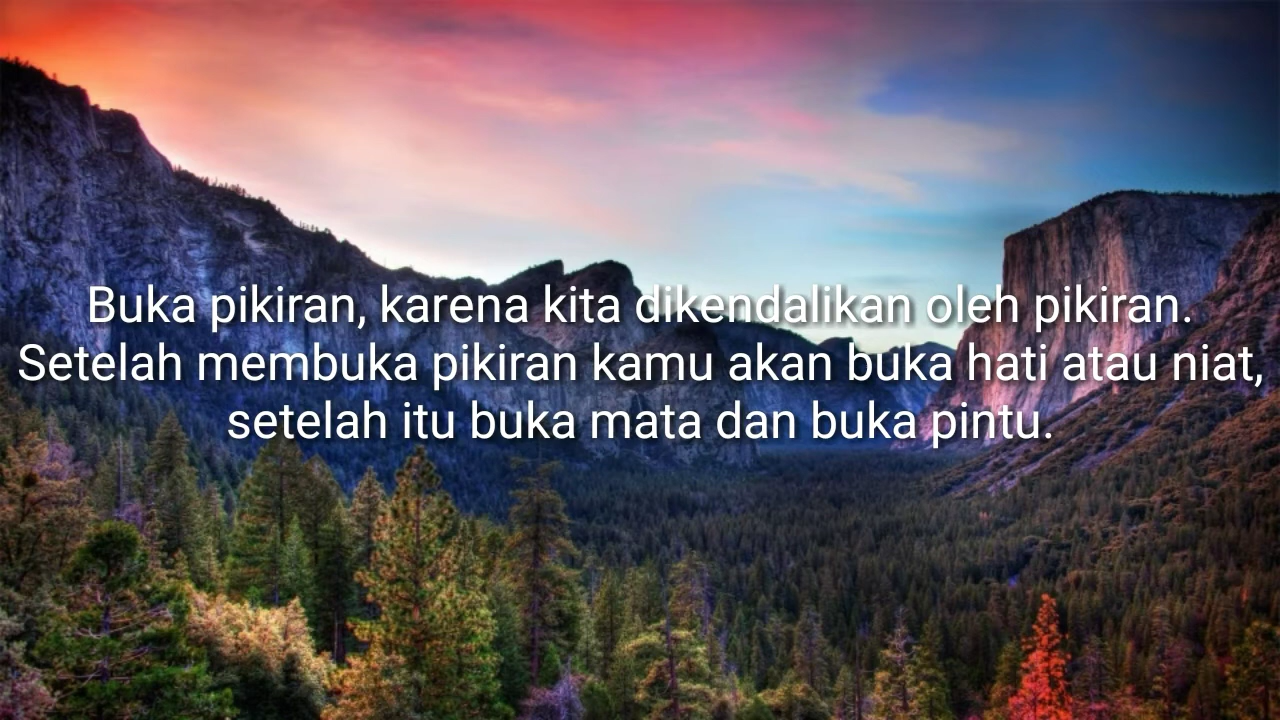 Buka pikiran, karena kita dikendalikan oleh pikiran.
Setelah membuka pikiran kamu akan buka hati atau niat,
setelah itu buka mata dan buka pintu.